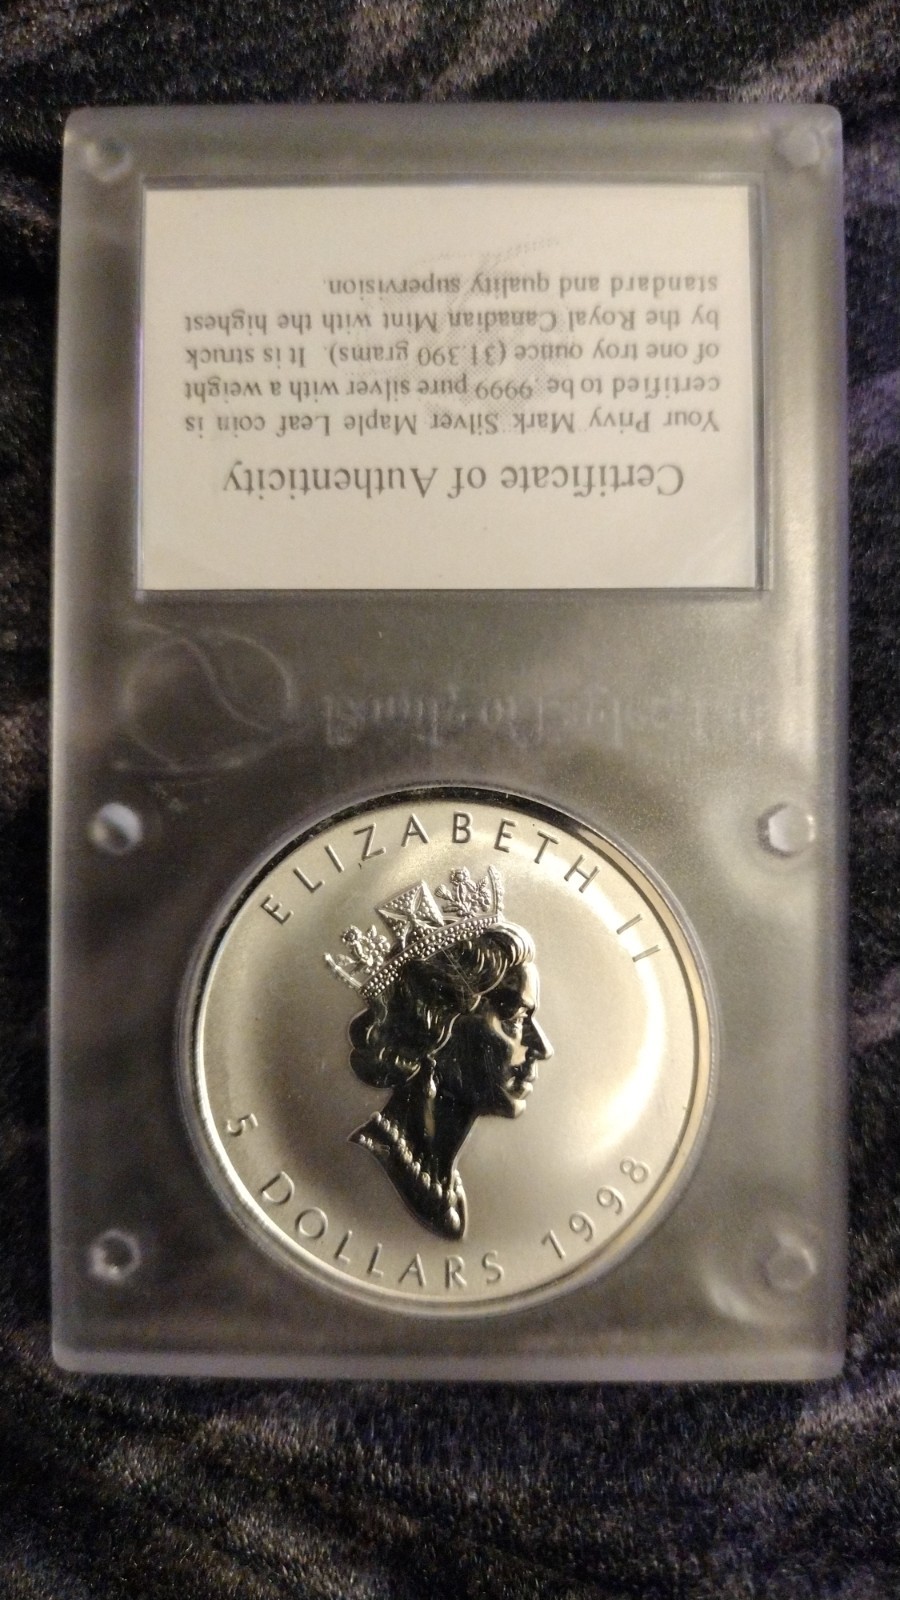 Certificate of Authenticity
Your Privy Mark Silver Maple Leaf coin is
certified to be .9999 pure silver with a weight
of one troy ounce (31.390 grams). It is struck
by the Royal Canadian Mint with the highest
standard and quality supervision.
ELIZABETH II
5 DOLLARS 1998